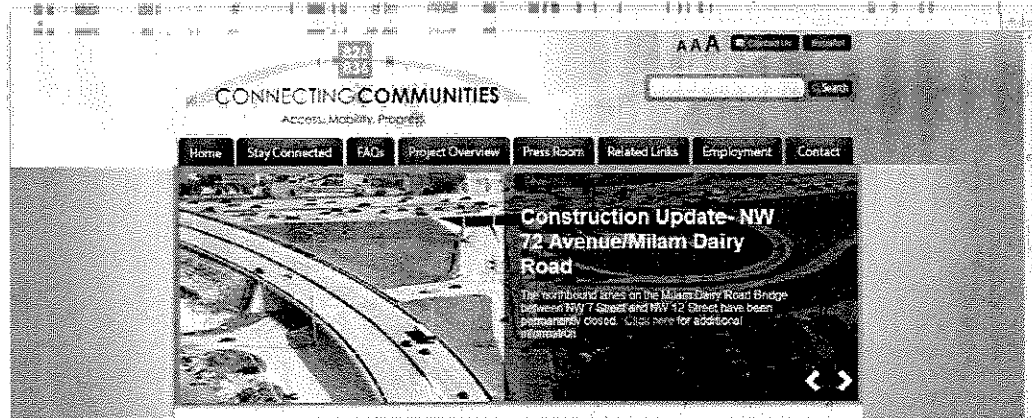 AAA Contact Us Español
826
836
CONNECTINGCOMMUNITIES
Access, Mobility, Progress.
Search
Home Stay Connected FAQs Project Overview Press Room Related Links Employment Contact
Construction Update- NW
72 Avenue/Milam Dairy
Road
The northbound lanes on the Milam Dairy Road Bridge
between NW 7 Street and NW 12 Street have been
permanently closed. Click here for additional
information